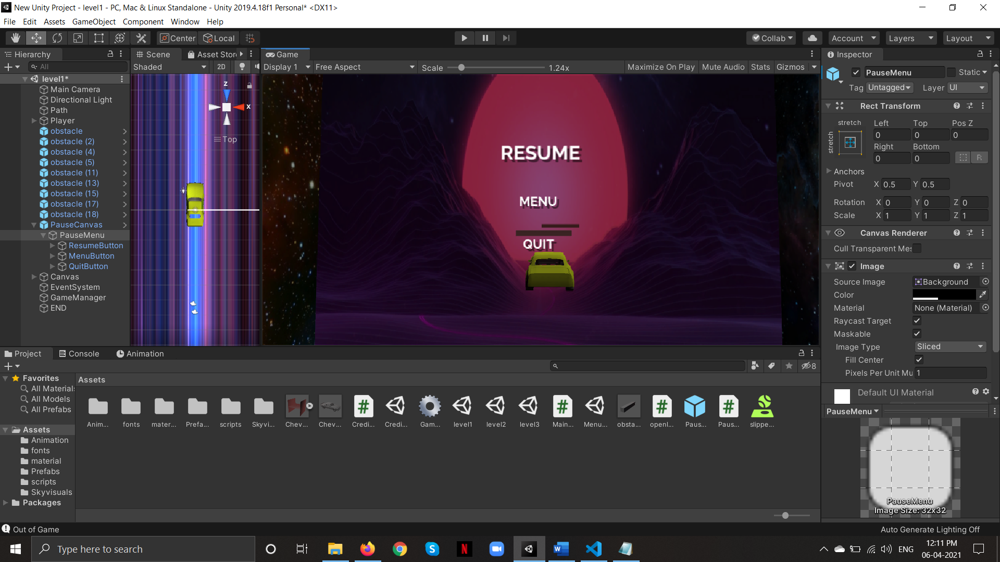 New Unity Project - level1 - PC, Mac & Linux Standalone - Unity 2019.4.18f1 Personal* <DX11>
File Edit Assets GameObject Component Window Help
Center Local Collab Account Layers Layout
Hierarchy
All
level1*
Main Camera
Directional Light
Path
Player
obstacle
obstacle (2)
obstacle (4)
obstacle (5)
obstacle (11)
obstacle (13)
obstacle (15)
obstacle (17)
obstacle (18)
PauseCanvas
PauseMenu
ResumeButton
MenuButton
QuitButton
Canvas
EventSystem
GameManager
END
Scene Asset Stor
Shaded 2D
z
x
Top
Game
Display 1 Free Aspect Scale 1.24x Maximize On Play Mute Audio Stats Gizmos
RESUME
MENU
QUIT
Inspector
PauseMenu Static
Tag Untagged Layer UI
Rect Transform
stretch
stretch
Left Top Pos Z
0 0 0
Right Bottom
0 0 R
Anchors
Pivot X 0.5 Y 0.5
Rotation X 0 Y 0 Z 0
Scale X 1 Y 1 Z 1
Canvas Renderer
Cull Transparent Mes
Image
Source Image Background
Color
Material None (Material)
Raycast Target
Maskable
Image Type Sliced
Fill Center
Pixels Per Unit Mu 1
Default UI Material
PauseMenu
PauseMenu
Image Size: 32x32
Project Console Animation
8
Favorites
All Materials
All Models
All Prefabs
Assets
Animation
fonts
material
Prefabs
scripts
Skyvisuals
Packages
Assets
Anim... fonts mater... Prefa... scripts Skyvi... Chev... Chev... Credi... Credi... Gam... level1 level2 level3 Main... Menu... obsta... openl... Paus... Paus... slippe...
Out of Game
Auto Generate Lighting Off
Type here to search
ENG
12:11 PM
06-04-2021